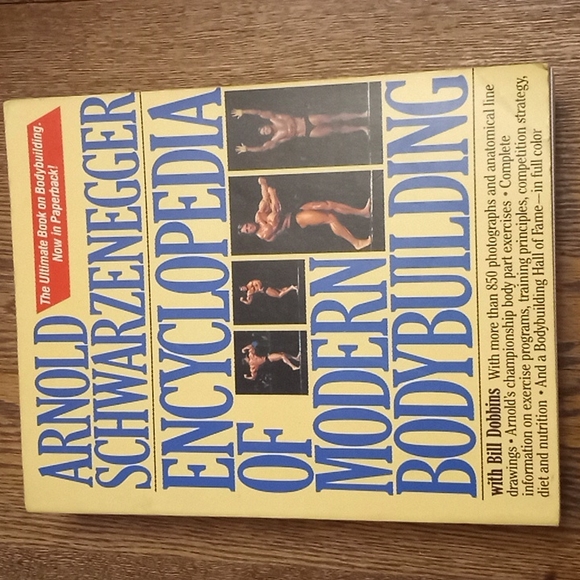 The Ultimate Book on Bodybuilding.
Now in Paperback!
ARNOLD
SCHWARZENEGGER
ENCYCLOPEDIA
OF
MODERN
BODYBUILDING
with Bill Dobbins With more than 850 photographs and anatomical line
drawings • Arnold's championship body part exercises • Complete
information on exercise programs, training principles, competition strategy,
diet and nutrition • And a Bodybuilding Hall of Fame—in full color